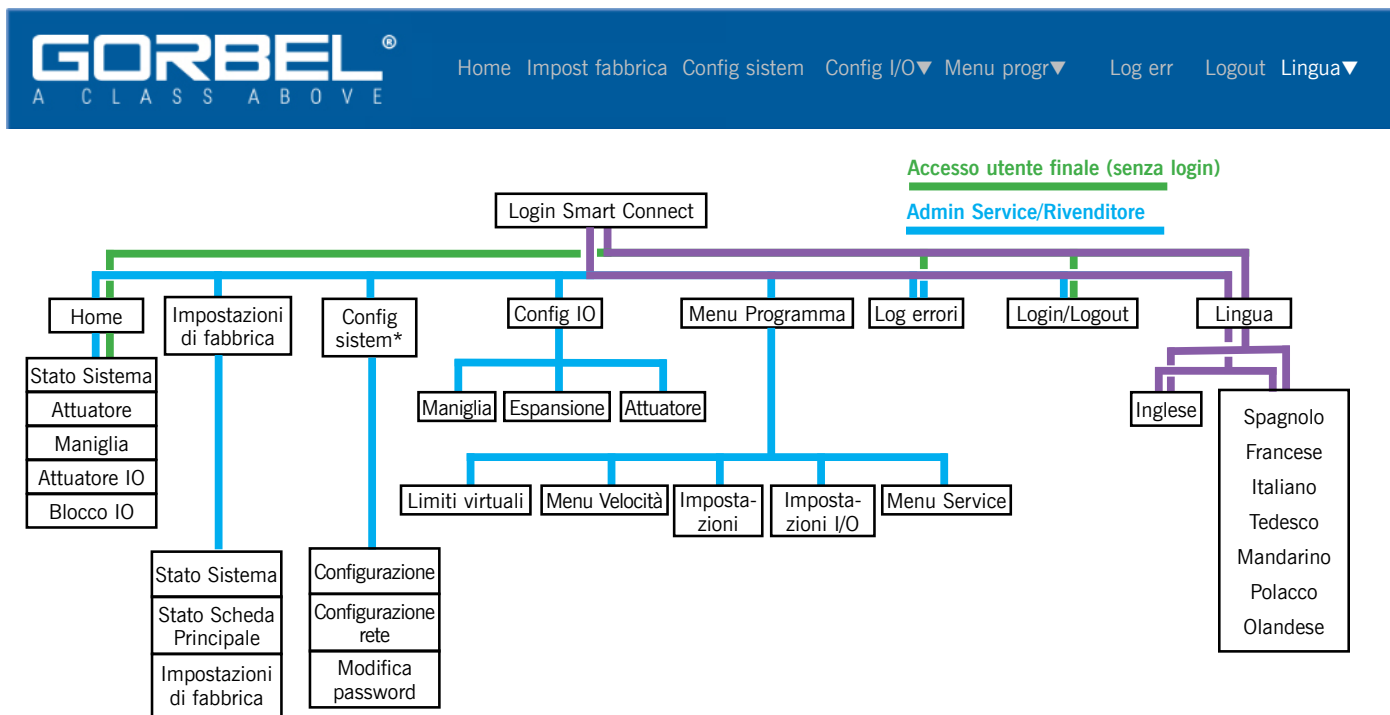 GORBEL®
A CLASS ABOVE
Home Impost fabbrica Config sistem Config I/O▼ Menu progr▼ Log err Logout Lingua▼
Accesso utente finale (senza login)
Admin Service/Rivenditore
Login Smart Connect
Home
Impostazioni
di fabbrica
Config
sistem*
Config IO
Menu Programma
Log errori
Login/Logout
Lingua
Stato Sistema
Attuatore
Maniglia
Attuatore IO
Blocco IO
Maniglia
Espansione
Attuatore
Inglese
Spagnolo
Francese
Italiano
Tedesco
Mandarino
Polacco
Olandese
Limiti virtuali
Menu Velocità
Imposta-
zioni
Imposta-
zioni I/O
Menu Service
Stato Sistema
Stato Scheda
Principale
Impostazioni
di fabbrica
Configurazione
Configurazione
rete
Modifica
password